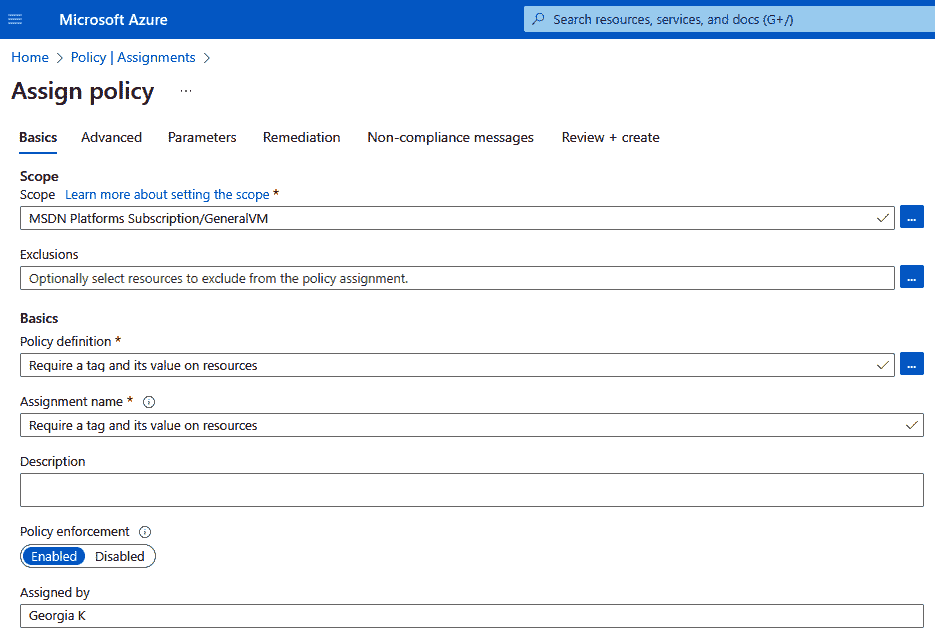 Microsoft Azure
Search resources, services, and docs (G+/)
Home > Policy | Assignments >
Assign policy ...
Basics Advanced Parameters Remediation Non-compliance messages Review + create
Scope
Scope Learn more about setting the scope *
MSDN Platforms Subscription/GeneralVM
...
Exclusions
Optionally select resources to exclude from the policy assignment.
...
Basics
Policy definition *
Require a tag and its value on resources
...
Assignment name *
Require a tag and its value on resources
Description
Policy enforcement
Enabled Disabled
Assigned by
Georgia K